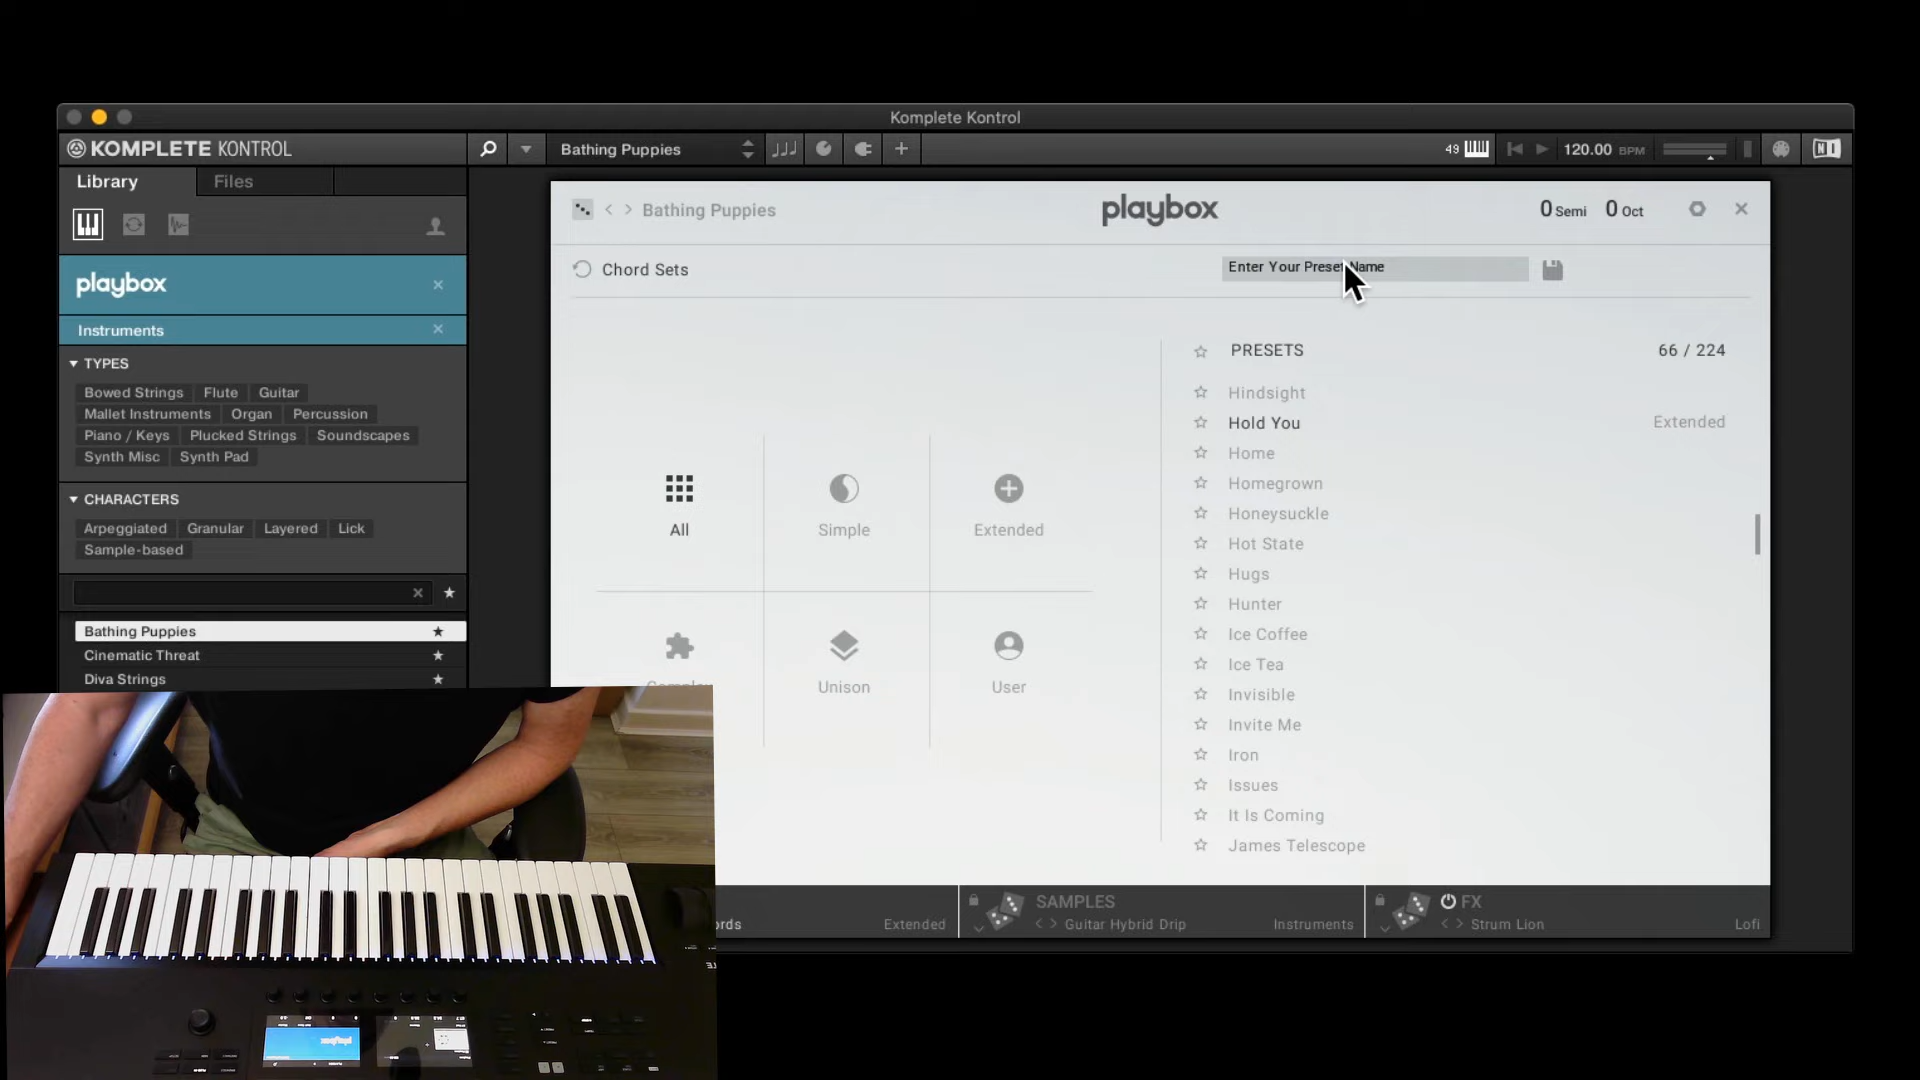 Komplete Kontrol
KOMPLETE KONTROL
Bathing Puppies
49
120.00 BPM
Library
Files
playbox
Instruments
TYPES
Bowed Strings Flute Guitar
Mallet Instruments Organ Percussion
Piano / Keys Plucked Strings Soundscapes
Synth Misc Synth Pad
CHARACTERS
Arpeggiated Granular Layered Lick
Sample-based
Bathing Puppies
Cinematic Threat
Diva Strings
Bathing Puppies
playbox
0 Semi 0 Oct
Chord Sets
Enter Your Preset Name
All
Simple
Extended
Unison
User
PRESETS 66 / 224
Hindsight
Hold You Extended
Home
Homegrown
Honeysuckle
Hot State
Hugs
Hunter
Ice Coffee
Ice Tea
Invisible
Invite Me
Iron
Issues
It Is Coming
James Telescope
ords Extended
SAMPLES
Guitar Hybrid Drip Instruments
FX
Strum Lion Lofi
playbox